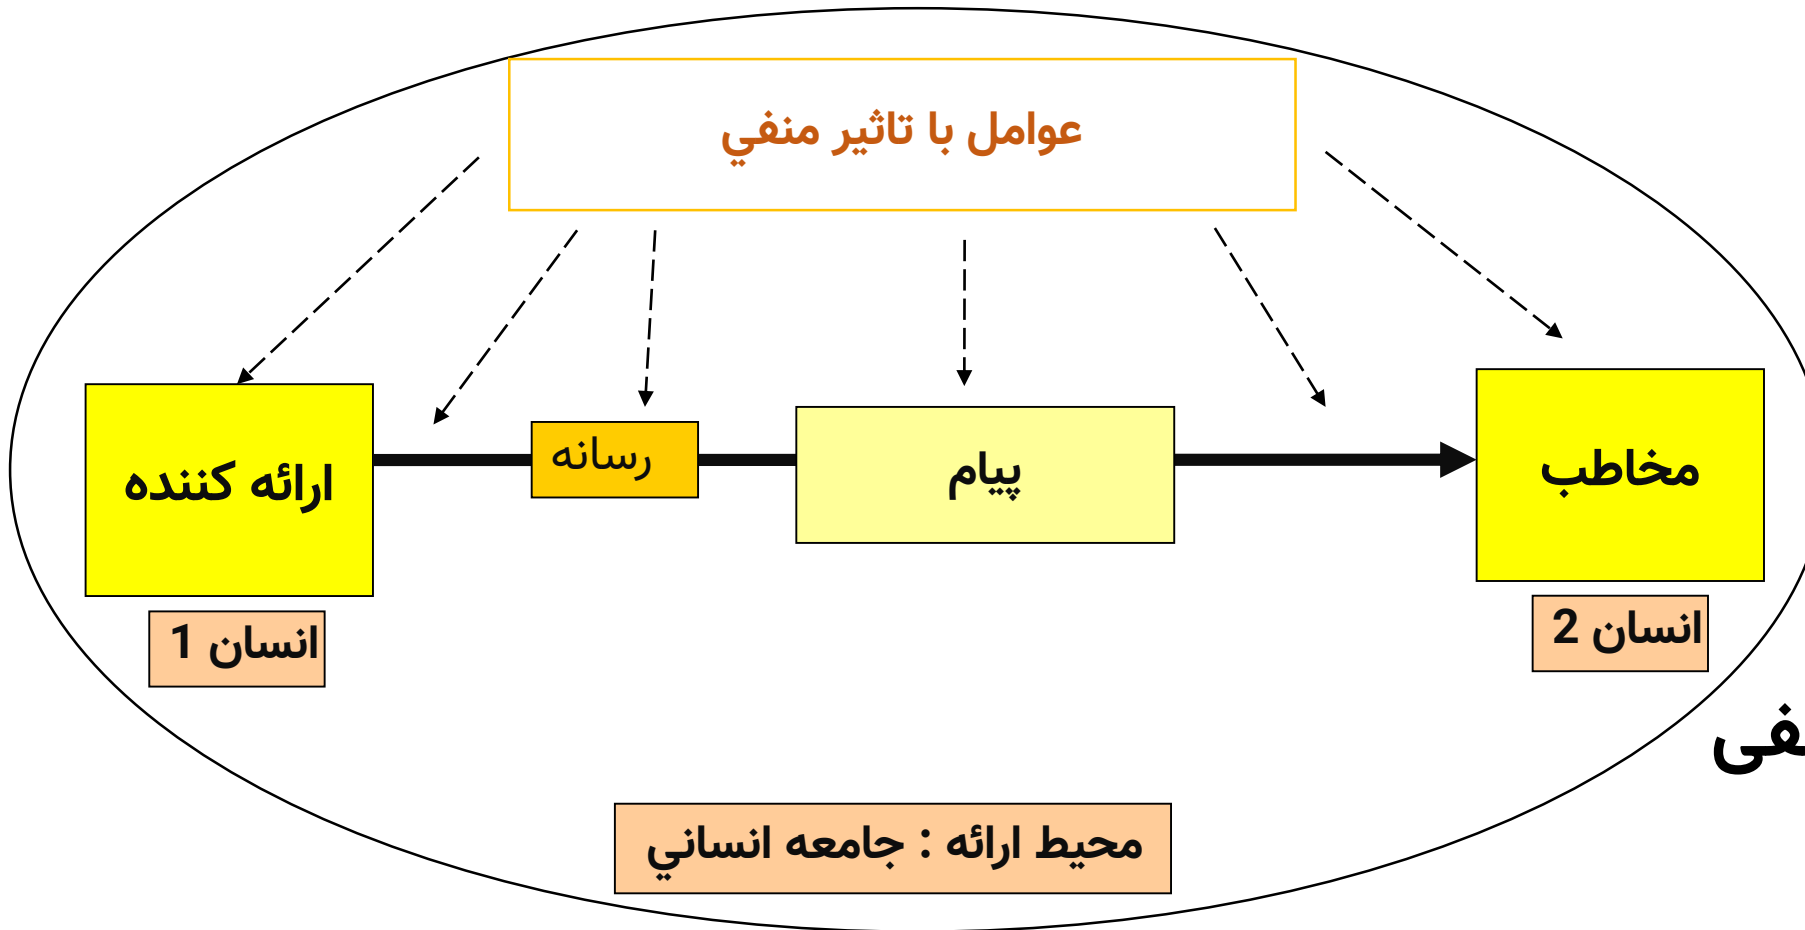 عوامل با تاثير منفي
ارائه کننده
رسانه
پيام
مخاطب
انسان 1
انسان 2
محيط ارائه : جامعه انساني